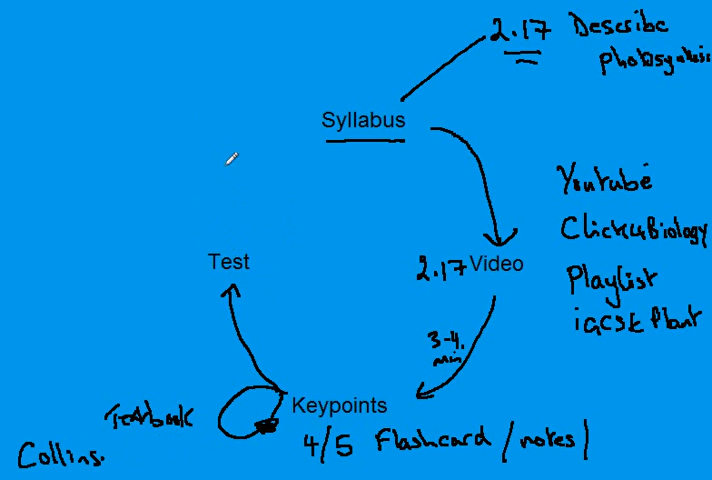 2.17 Describe
photosynthesis
Syllabus
Youtube
Click4Biology
Playlist
iGCSE Plant
Test
2.17 Video
3-4
min
Keypoints
Textbook
4/5 Flashcard / notes
Collins.